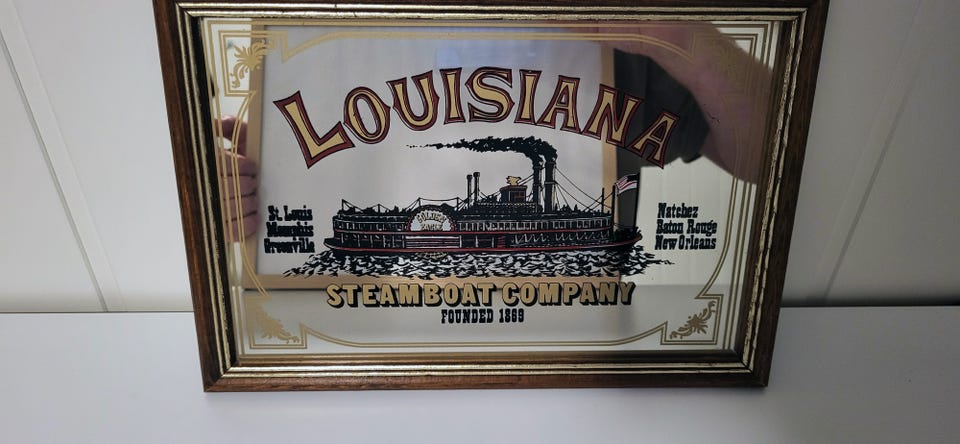 LOUISIANA
St. Louis
Memphis
Greenville
Natchez
Baton Rouge
New Orleans
STEAMBOAT COMPANY
FOUNDED 1869